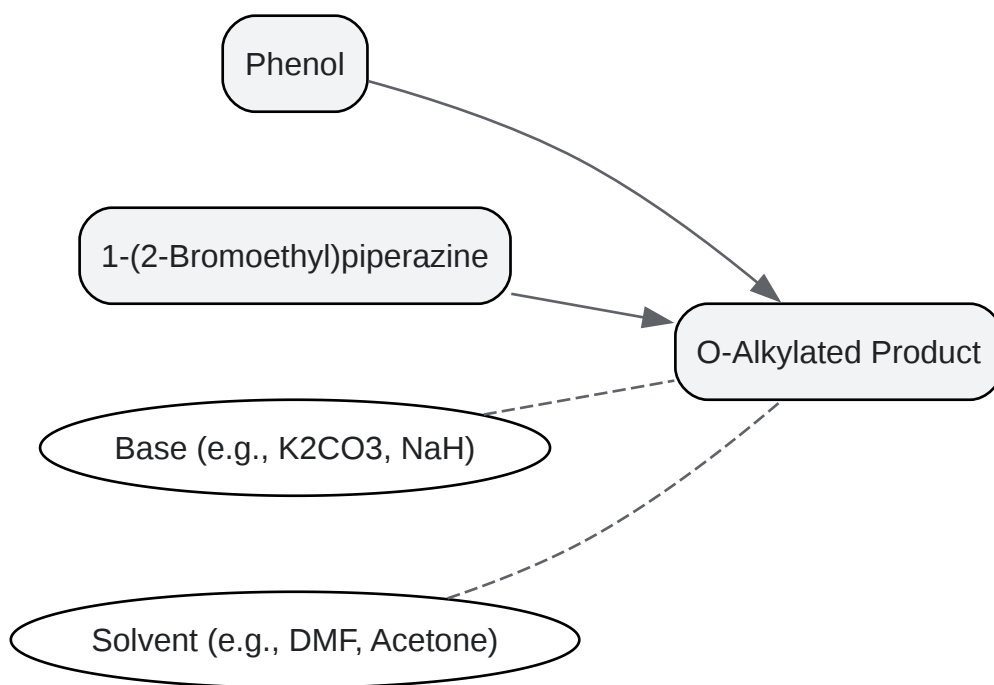 Phenol
1-(2-Bromoethyl)piperazine
O-Alkylated Product
Base (e.g., K2CO3, NaH)
Solvent (e.g., DMF, Acetone)